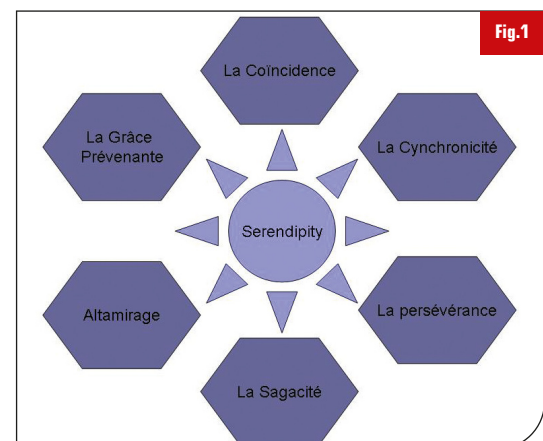 Fig.1
La Coïncidence
La Grâce
Prévenante
La Cynchronicité
Serendipity
Altamirage
La persévérance
La Sagacité